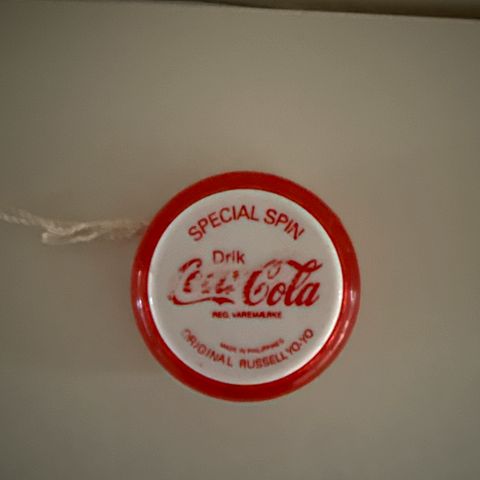 SPECIAL SPIN
Drik
Coca-Cola
REG. VAREMÆRKE
MADE IN PHILIPPINES
ORIGINAL RUSSELL YO-YO